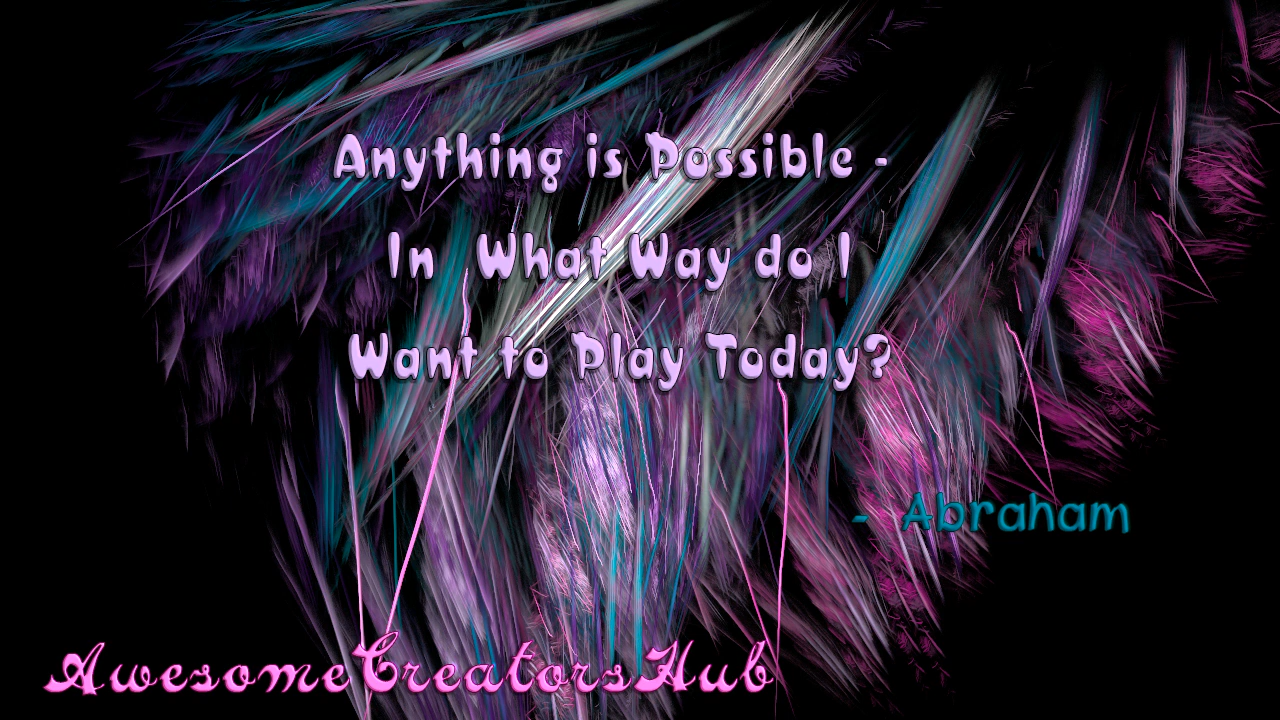 Anything is Possible -
In What Way do I
Want to Play Today?
- Abraham
AwesomeCreatorsHub